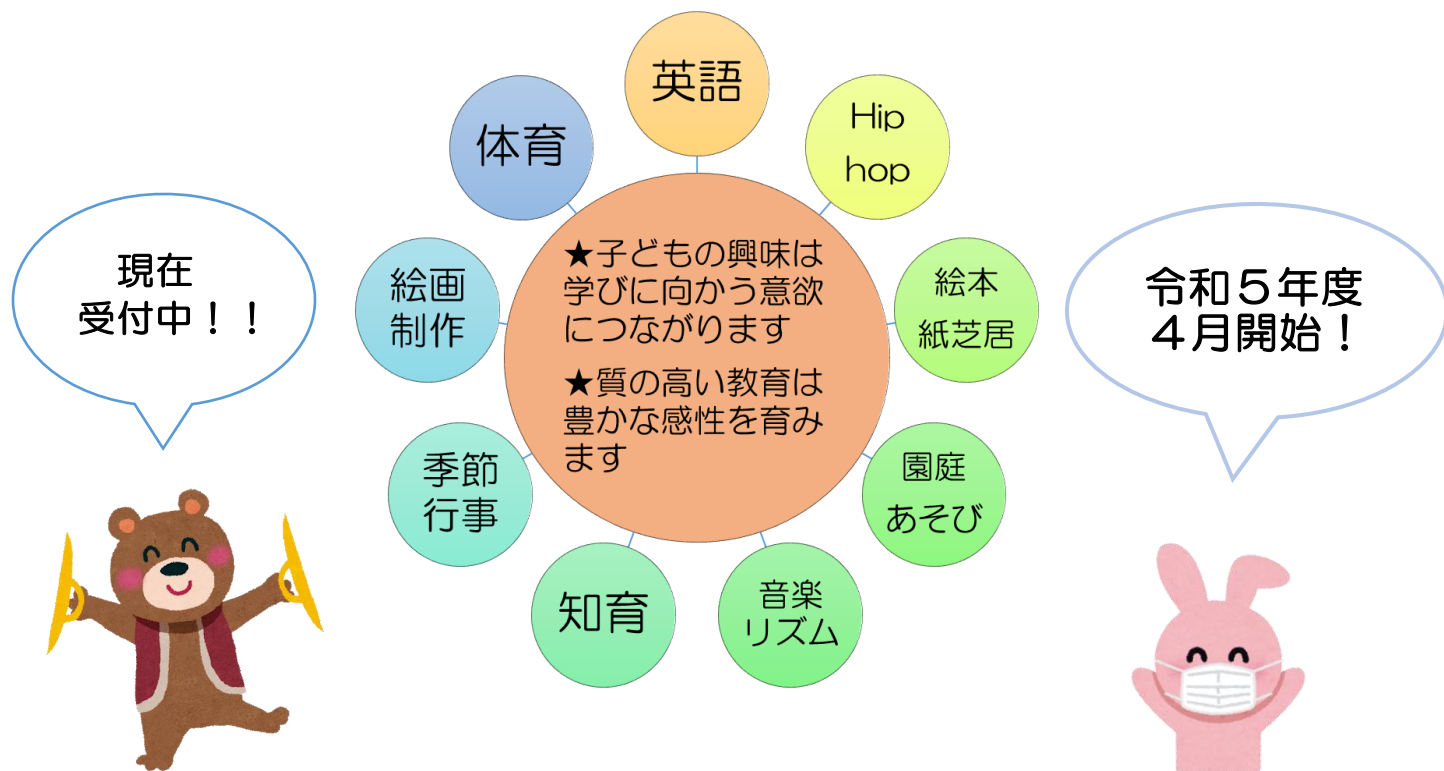 英語
Hip
hop
体育
現在
受付中！！
★子どもの興味は
学びに向かう意欲
につながります
★質の高い教育は
豊かな感性を育み
ます
絵画
制作
絵本
紙芝居
令和５年度
４月開始！
季節
行事
園庭
あそび
知育
音楽
リズム